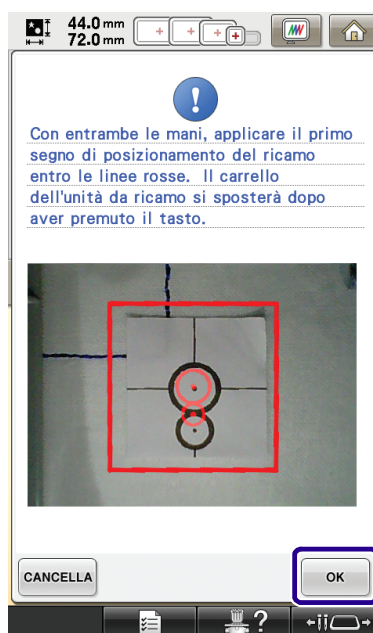 44.0 mm
72.0 mm
Con entrambe le mani, applicare il primo
segno di posizionamento del ricamo
entro le linee rosse. Il carrello
dell'unità da ricamo si sposterà dopo
aver premuto il tasto.
CANCELLA
OK
?